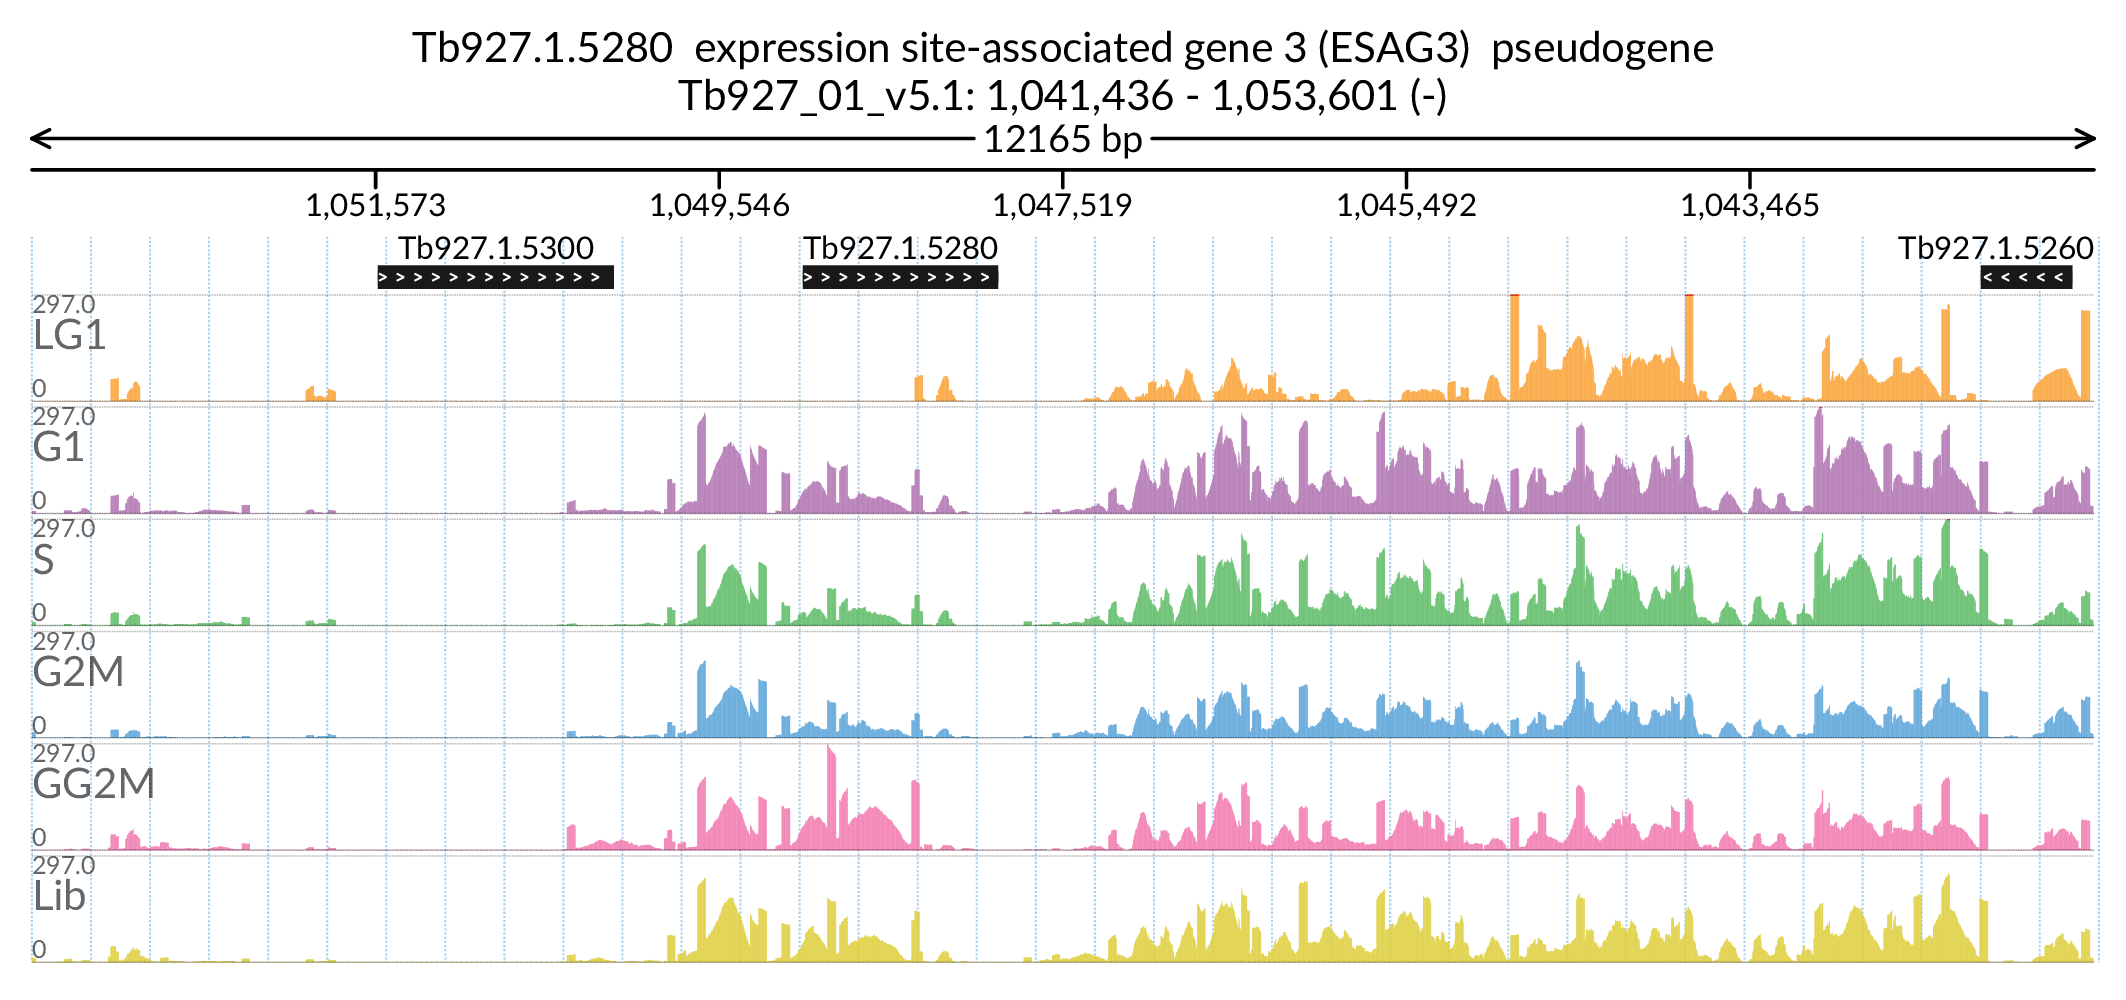 Tb927.1.5280  expression site-associated gene 3 (ESAG3)  pseudogene
Tb927_01_v5.1: 1,041,436 - 1,053,601 (-)
12165 bp
1,051,573 1,049,546 1,047,519 1,045,492 1,043,465
Tb927.1.5300 Tb927.1.5280 Tb927.1.5260
297.0
LG1
0
297.0
G1
0
297.0
S
0
297.0
G2M
0
297.0
GG2M
0
297.0
Lib
0